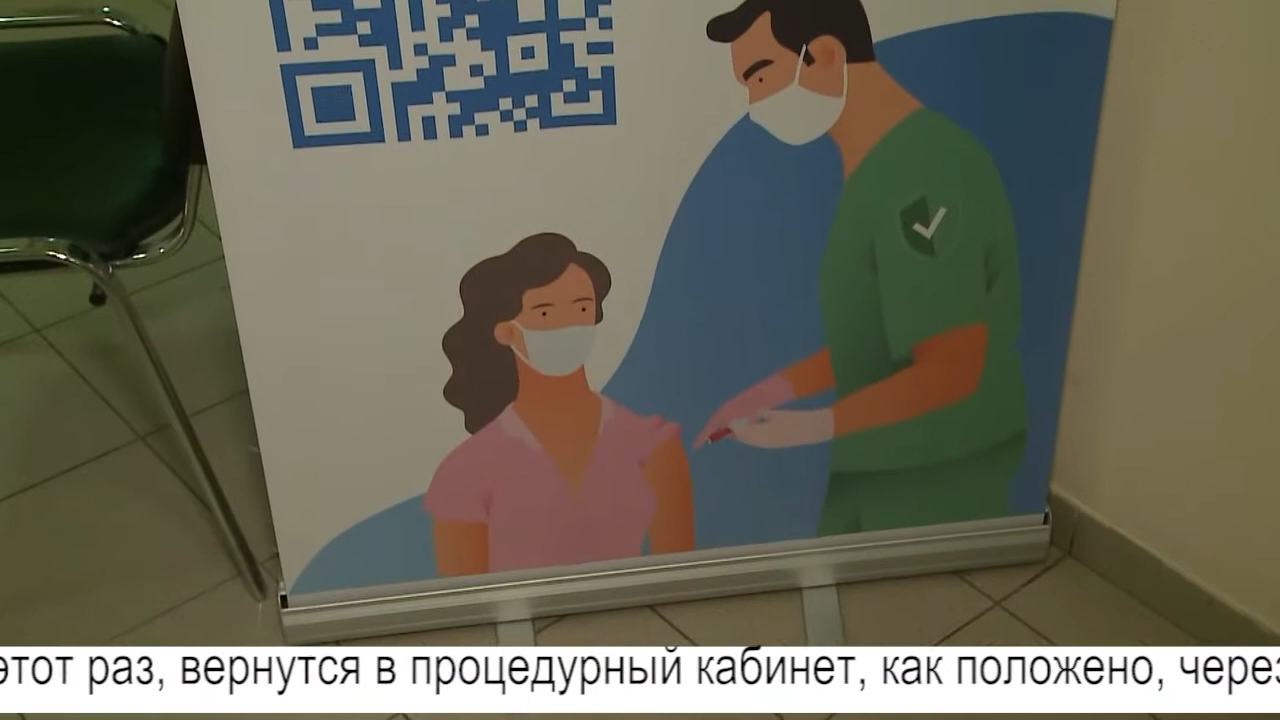 этот раз, вернутся в процедурный кабинет, как положено, через